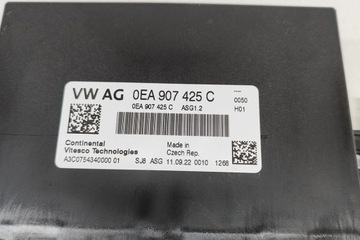 VW AG 0EA 907 425 C
0EA 907 425 C ASG1.2
0050
H01
Continental
Vitesco Technologies
Made in
Czech Rep.
A3C0754340000 01 SJ8 ASG 11.09.22 0010 1268